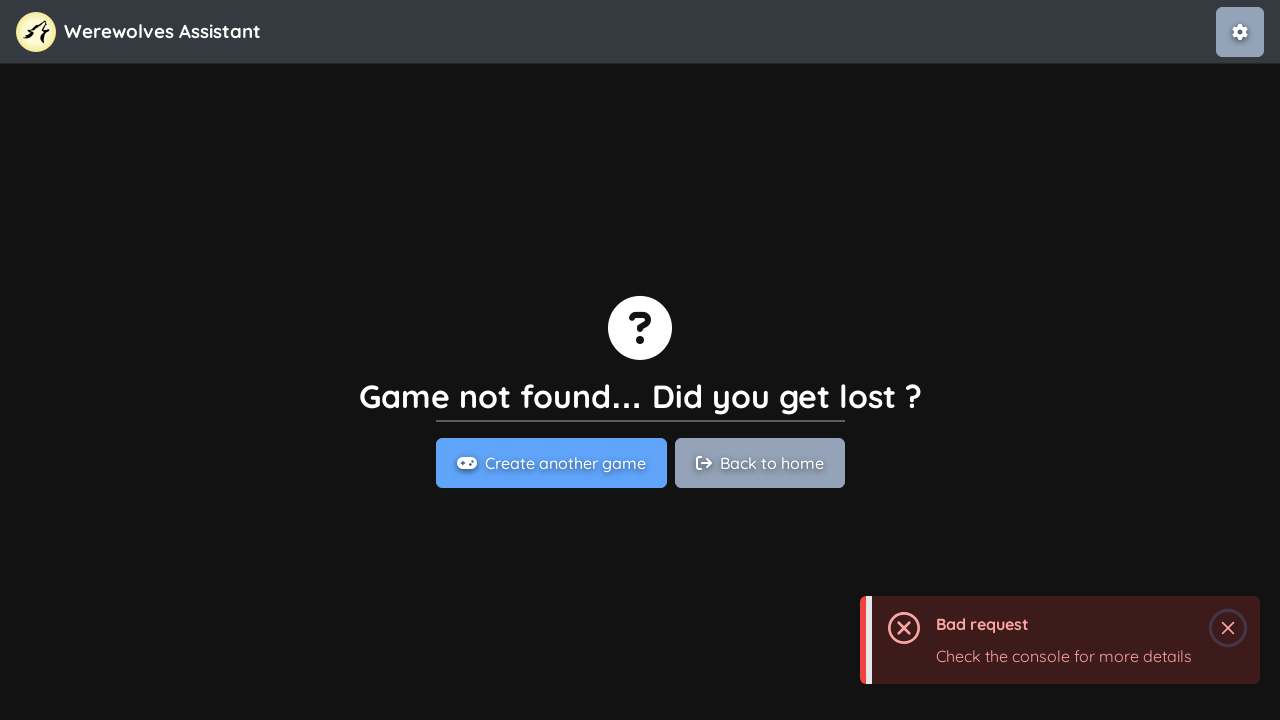 Werewolves Assistant
Game not found... Did you get lost ?
Create another game
Back to home
Bad request
Check the console for more details